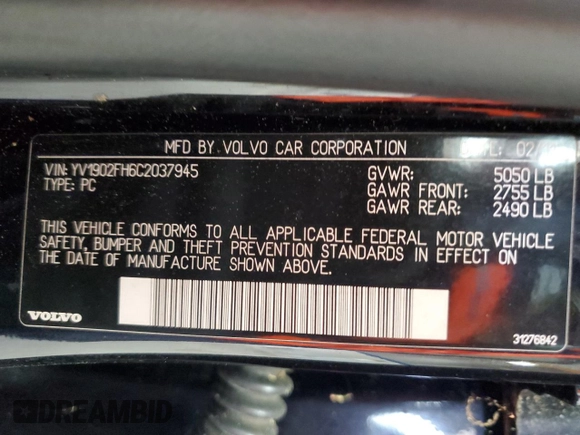 MFD BY VOLVO CAR CORPORATION
VIN: YV1902FH6C2037945
TYPE: PC
GVWR: 5050 LB
GAWR FRONT: 2755 LB
GAWR REAR: 2490 LB
THIS VEHICLE CONFORMS TO ALL APPLICABLE FEDERAL MOTOR VEHICLE
SAFETY, BUMPER AND THEFT PREVENTION STANDARDS IN EFFECT ON
THE DATE OF MANUFACTURE SHOWN ABOVE.
VOLVO
31276842
DREAMBID